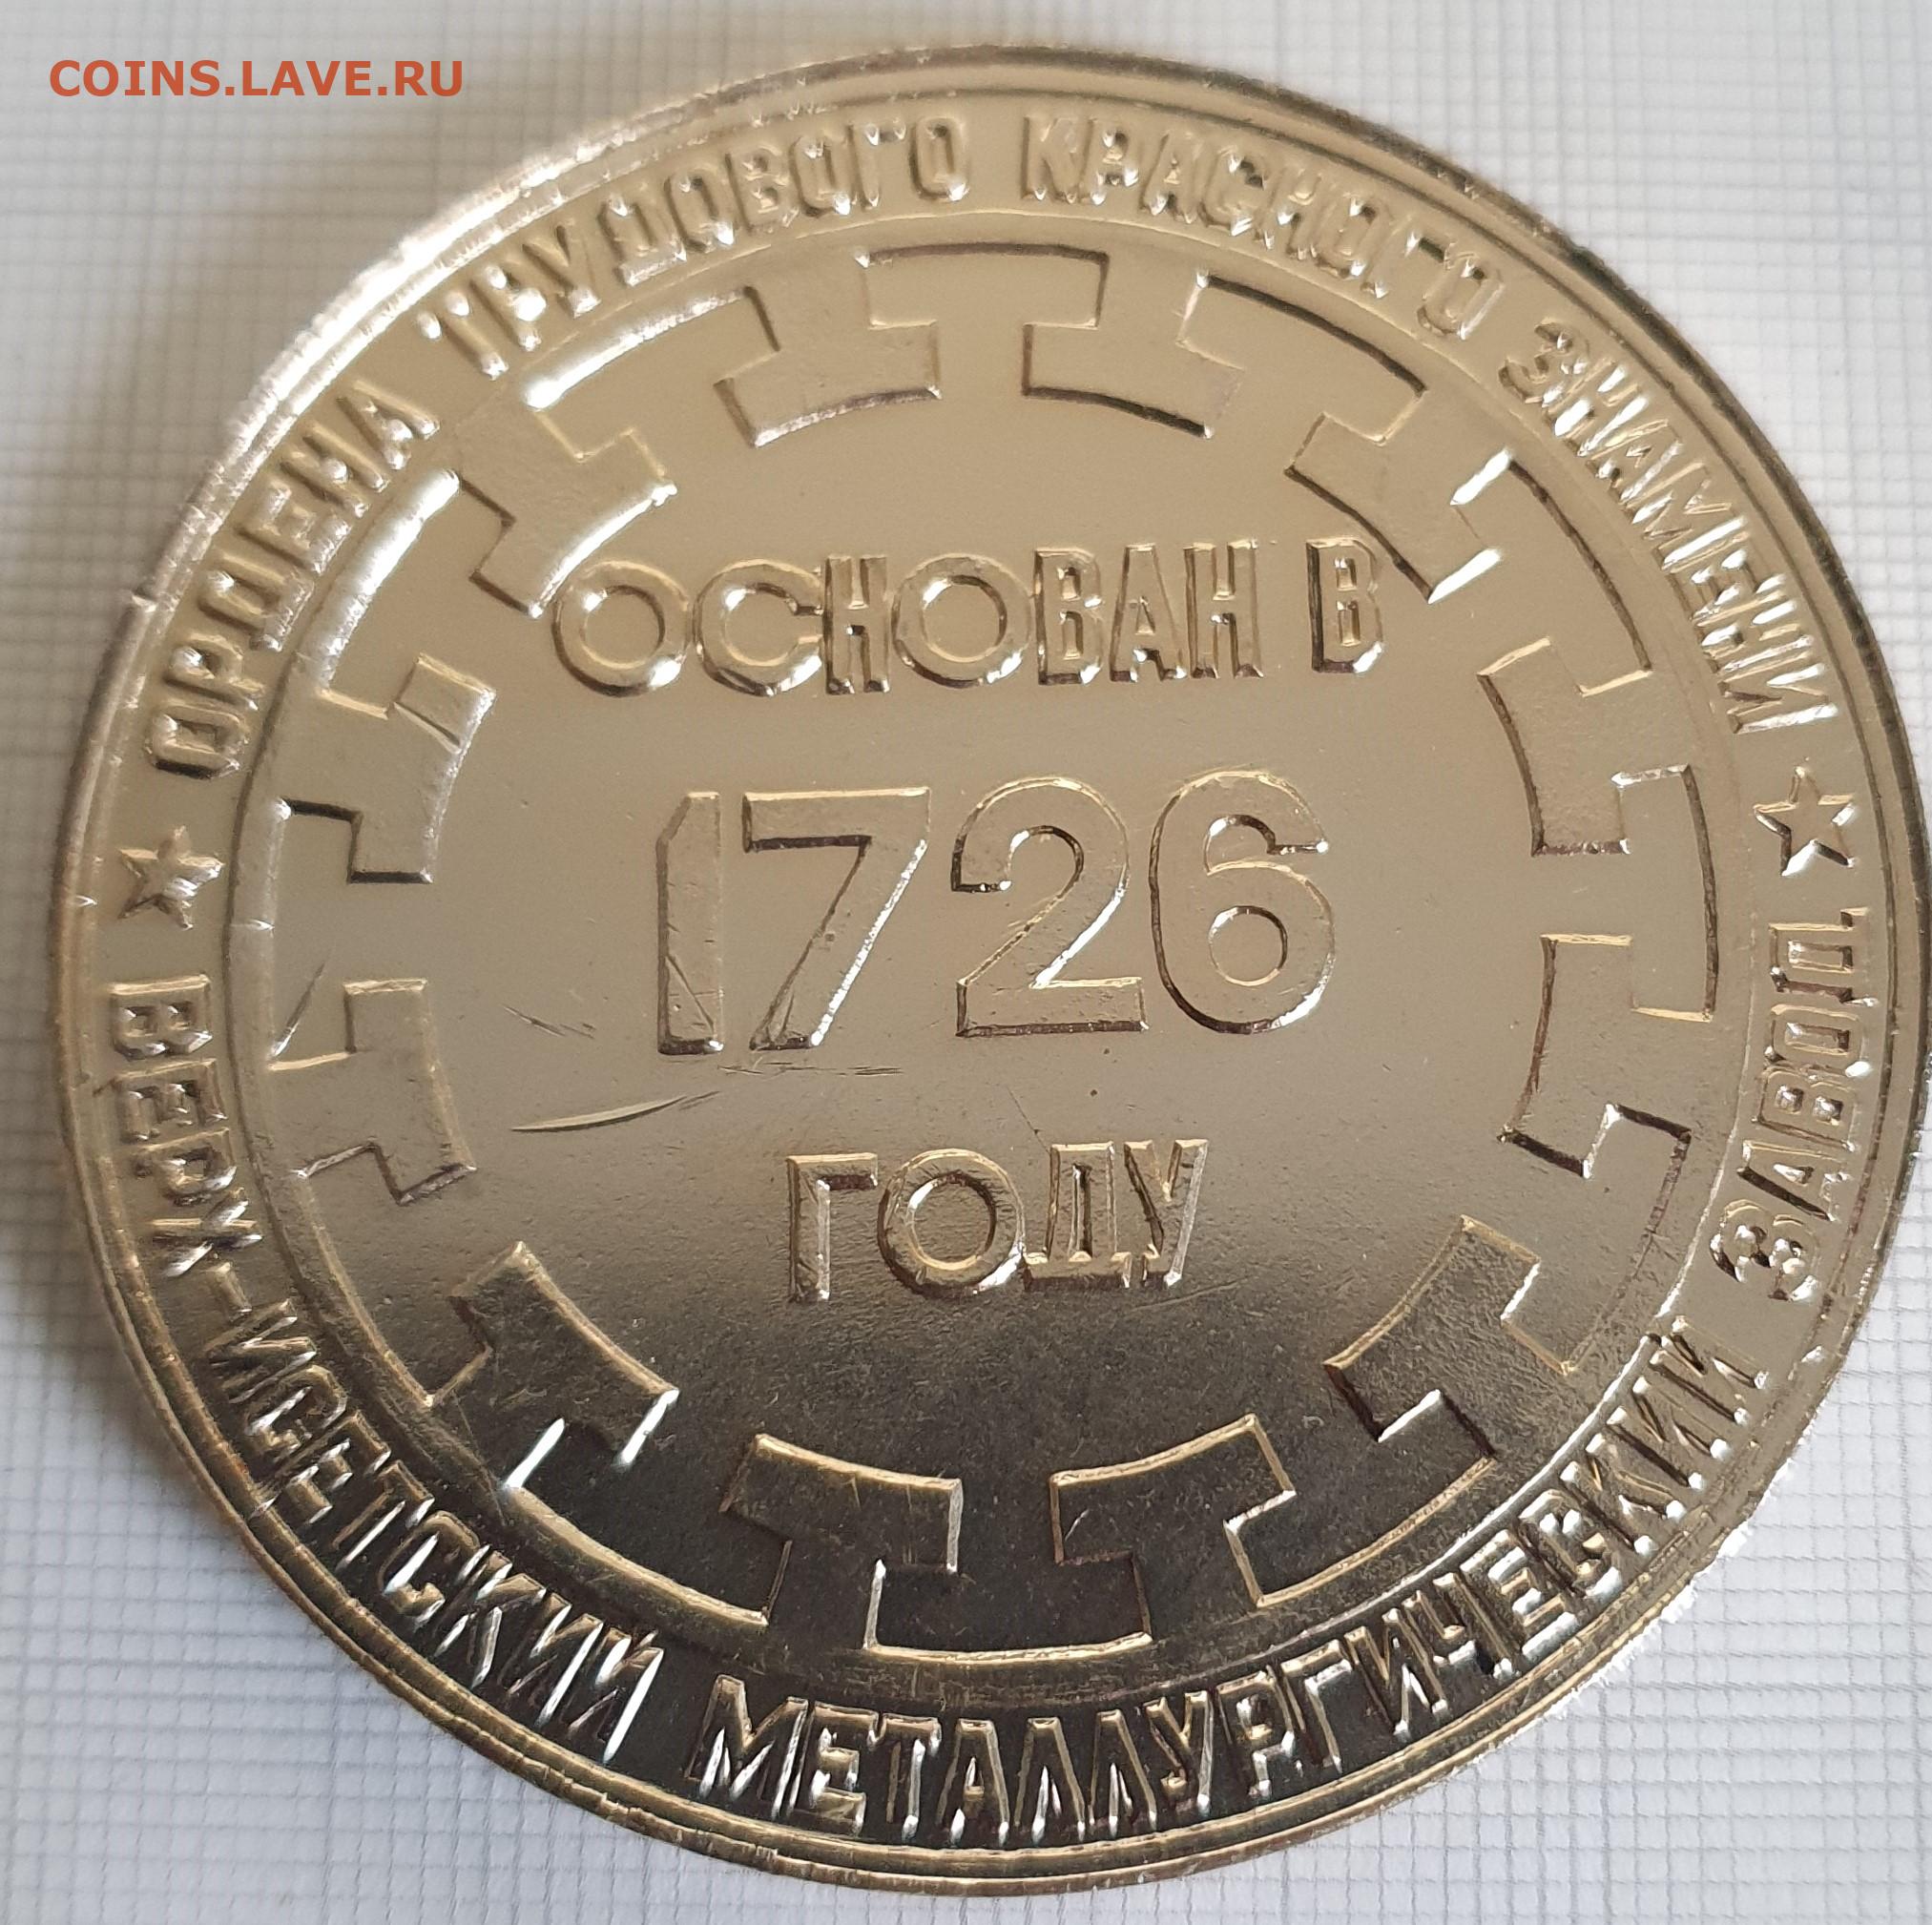 COINS.LAVE.RU
ОРДЕНА ТРУДОВОГО КРАСНОГО ЗНАМЕНИ
ОСНОВАН В
1726
ГОДУ
ВЕРХ-ИСЕТСКИЙ МЕТАЛЛУРГИЧЕСКИЙ ЗАВОД